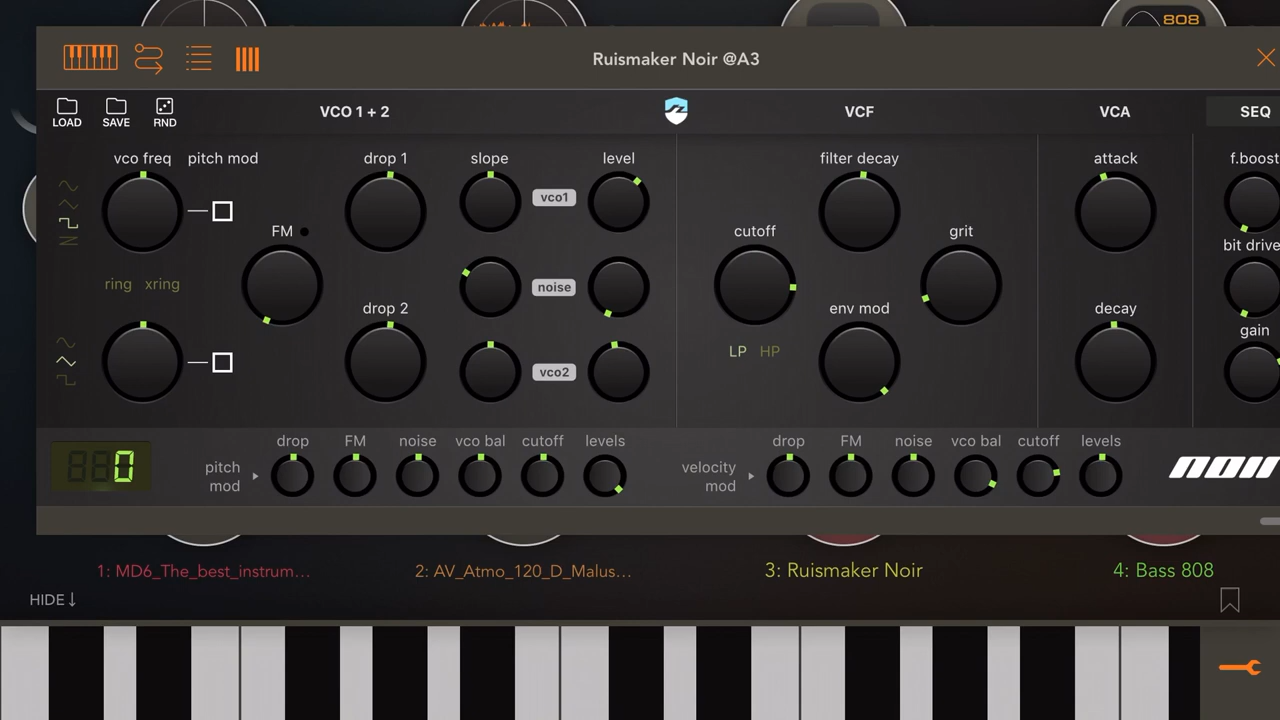 808
Ruismaker Noir @A3
LOAD SAVE RND VCO 1 + 2 VCF VCA SEQ
vco freq pitch mod drop 1 slope level filter decay attack f.boost
vco1
FM cutoff grit bit drive
ring xring noise
drop 2 env mod decay gain
LP HP
vco2
drop FM noise vco bal cutoff levels drop FM noise vco bal cutoff levels
0
pitch mod
velocity mod
noir
1: MD6_The_best_instrum... 2: AV_Atmo_120_D_Malus... 3: Ruismaker Noir 4: Bass 808
HIDE↓